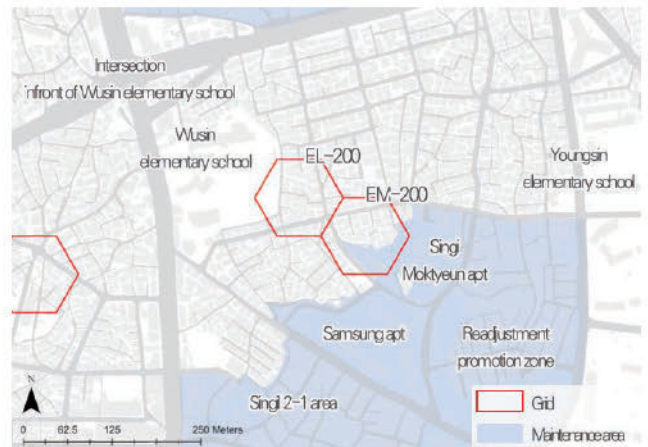 Intersection
infront of Wusin elementary school
Wusin
elementary school
EL-200
EM-200
Youngsin
elementary school
Singi
Moktyeun apt
Samsung apt
Readjustment
promotion zone
Singil 2-1 area
N
0 62.5 125 250 Meters
Grid
Maintenance area